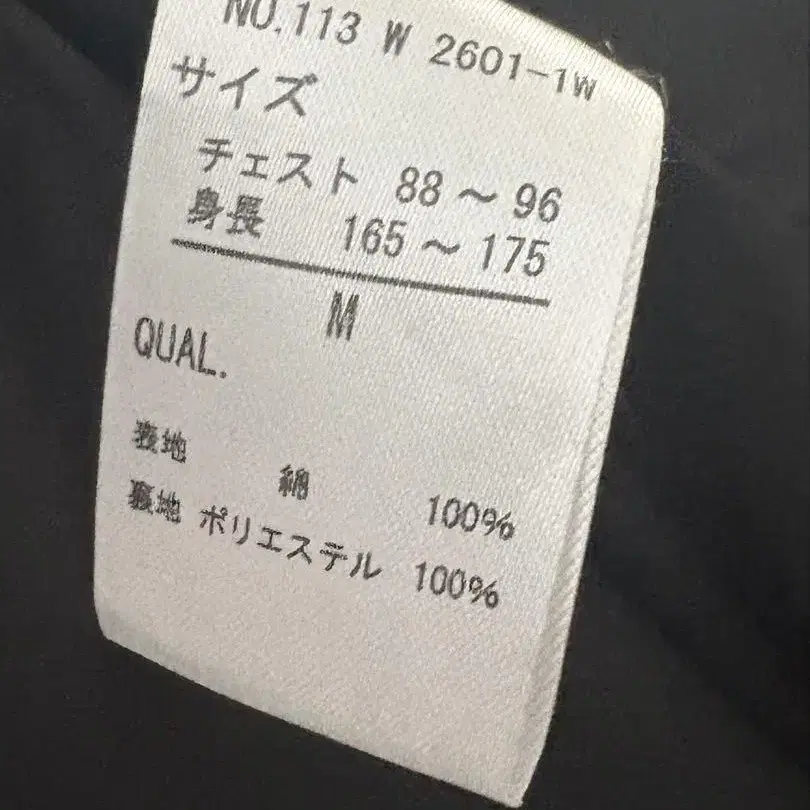 NO.113 W 2601-1W
サイズ
チェスト 88 ～ 96
身長 165 ～ 175
M
QUAL.
表地 綿 100%
裏地 ポリエステル 100%